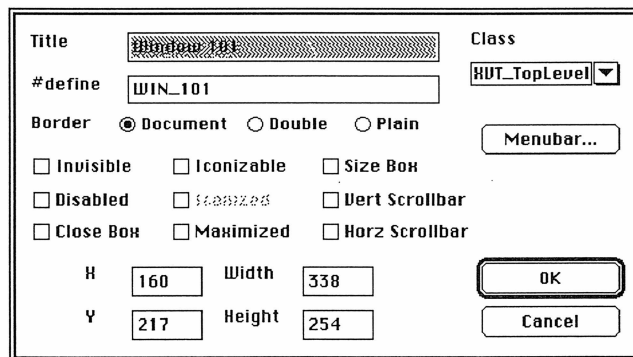 Title Window 101 Class
#define WIN_101 XVT_TopLevel
Border Document Double Plain Menubar...
Invisible Iconizable Size Box
Disabled Iconized Vert Scrollbar
Close Box Maximized Horz Scrollbar
X 160 Width 338 OK
Y 217 Height 254 Cancel